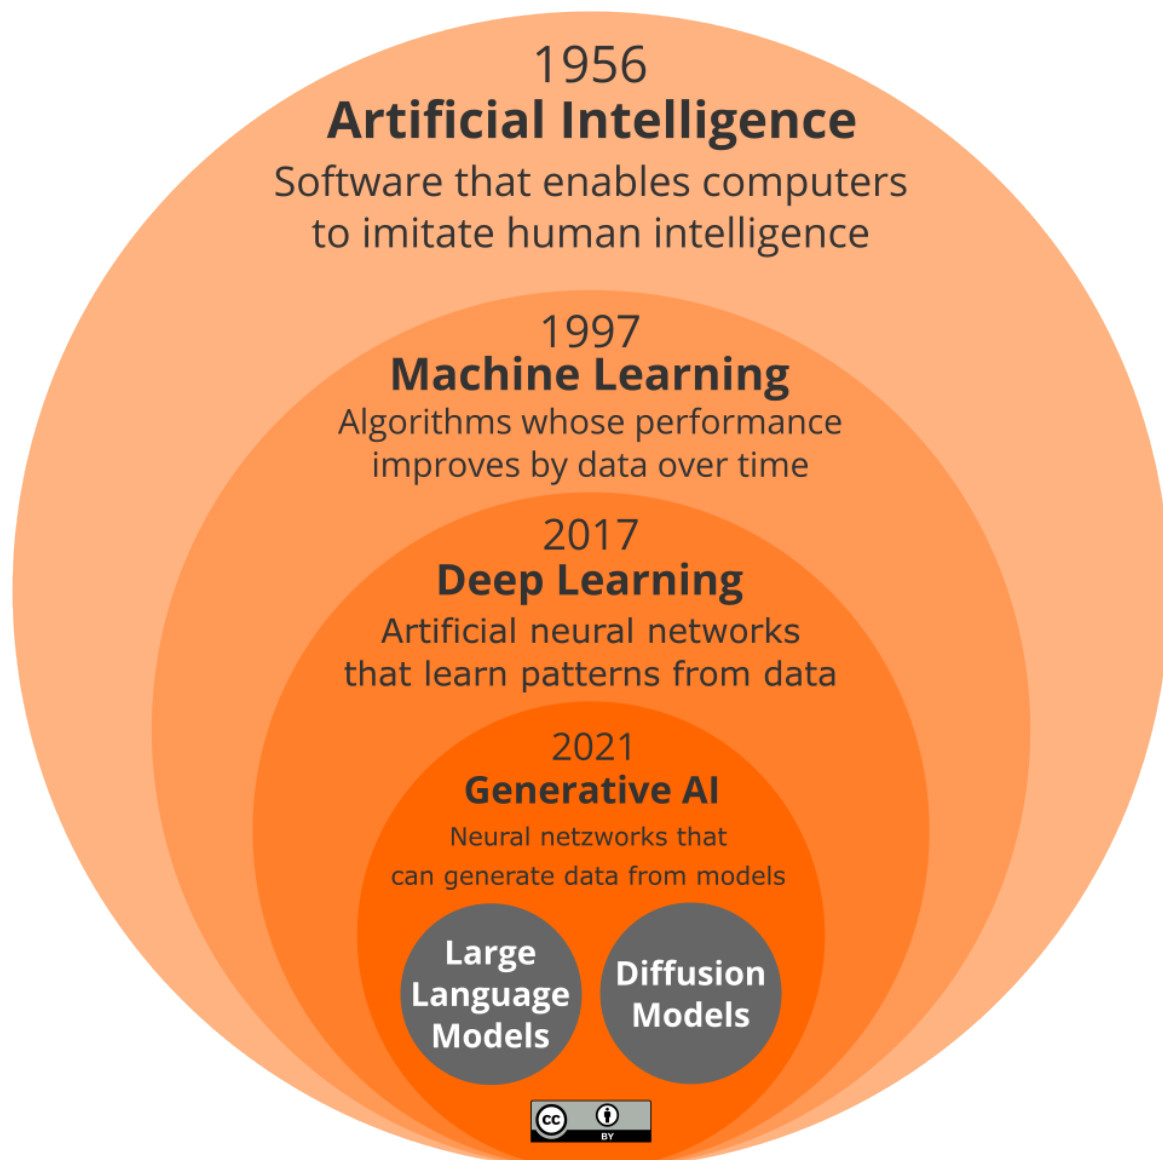 1956
Artificial Intelligence
Software that enables computers
to imitate human intelligence
1997
Machine Learning
Algorithms whose performance
improves by data over time
2017
Deep Learning
Artificial neural networks
that learn patterns from data
2021
Generative AI
Neural netzworks that
can generate data from models
Large
Language
Models
Diffusion
Models
cc
BY